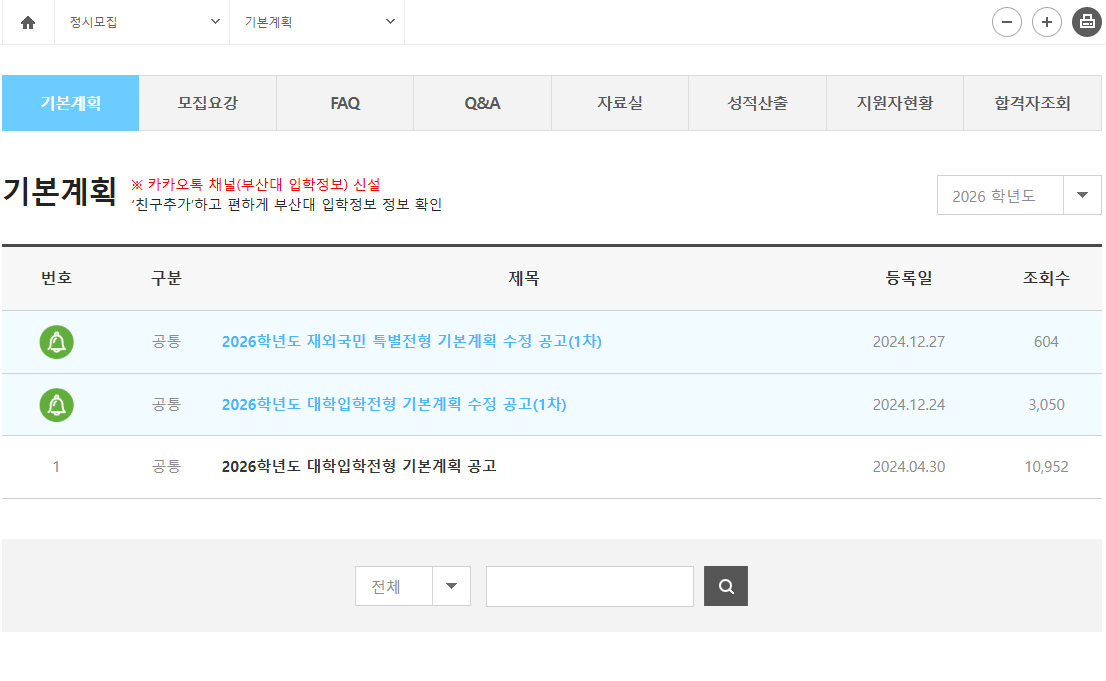 정시모집 기본계획
기본계획 모집요강 FAQ Q&A 자료실 성적산출 지원자현황 합격자조회
기본계획
※ 카카오톡 채널(부산대 입학정보) 신설
'친구추가'하고 편하게 부산대 입학정보 정보 확인
2026 학년도
번호 구분 제목 등록일 조회수
공통 2026학년도 재외국민 특별전형 기본계획 수정 공고(1차) 2024.12.27 604
공통 2026학년도 대학입학전형 기본계획 수정 공고(1차) 2024.12.24 3,050
1 공통 2026학년도 대학입학전형 기본계획 공고 2024.04.30 10,952
전체